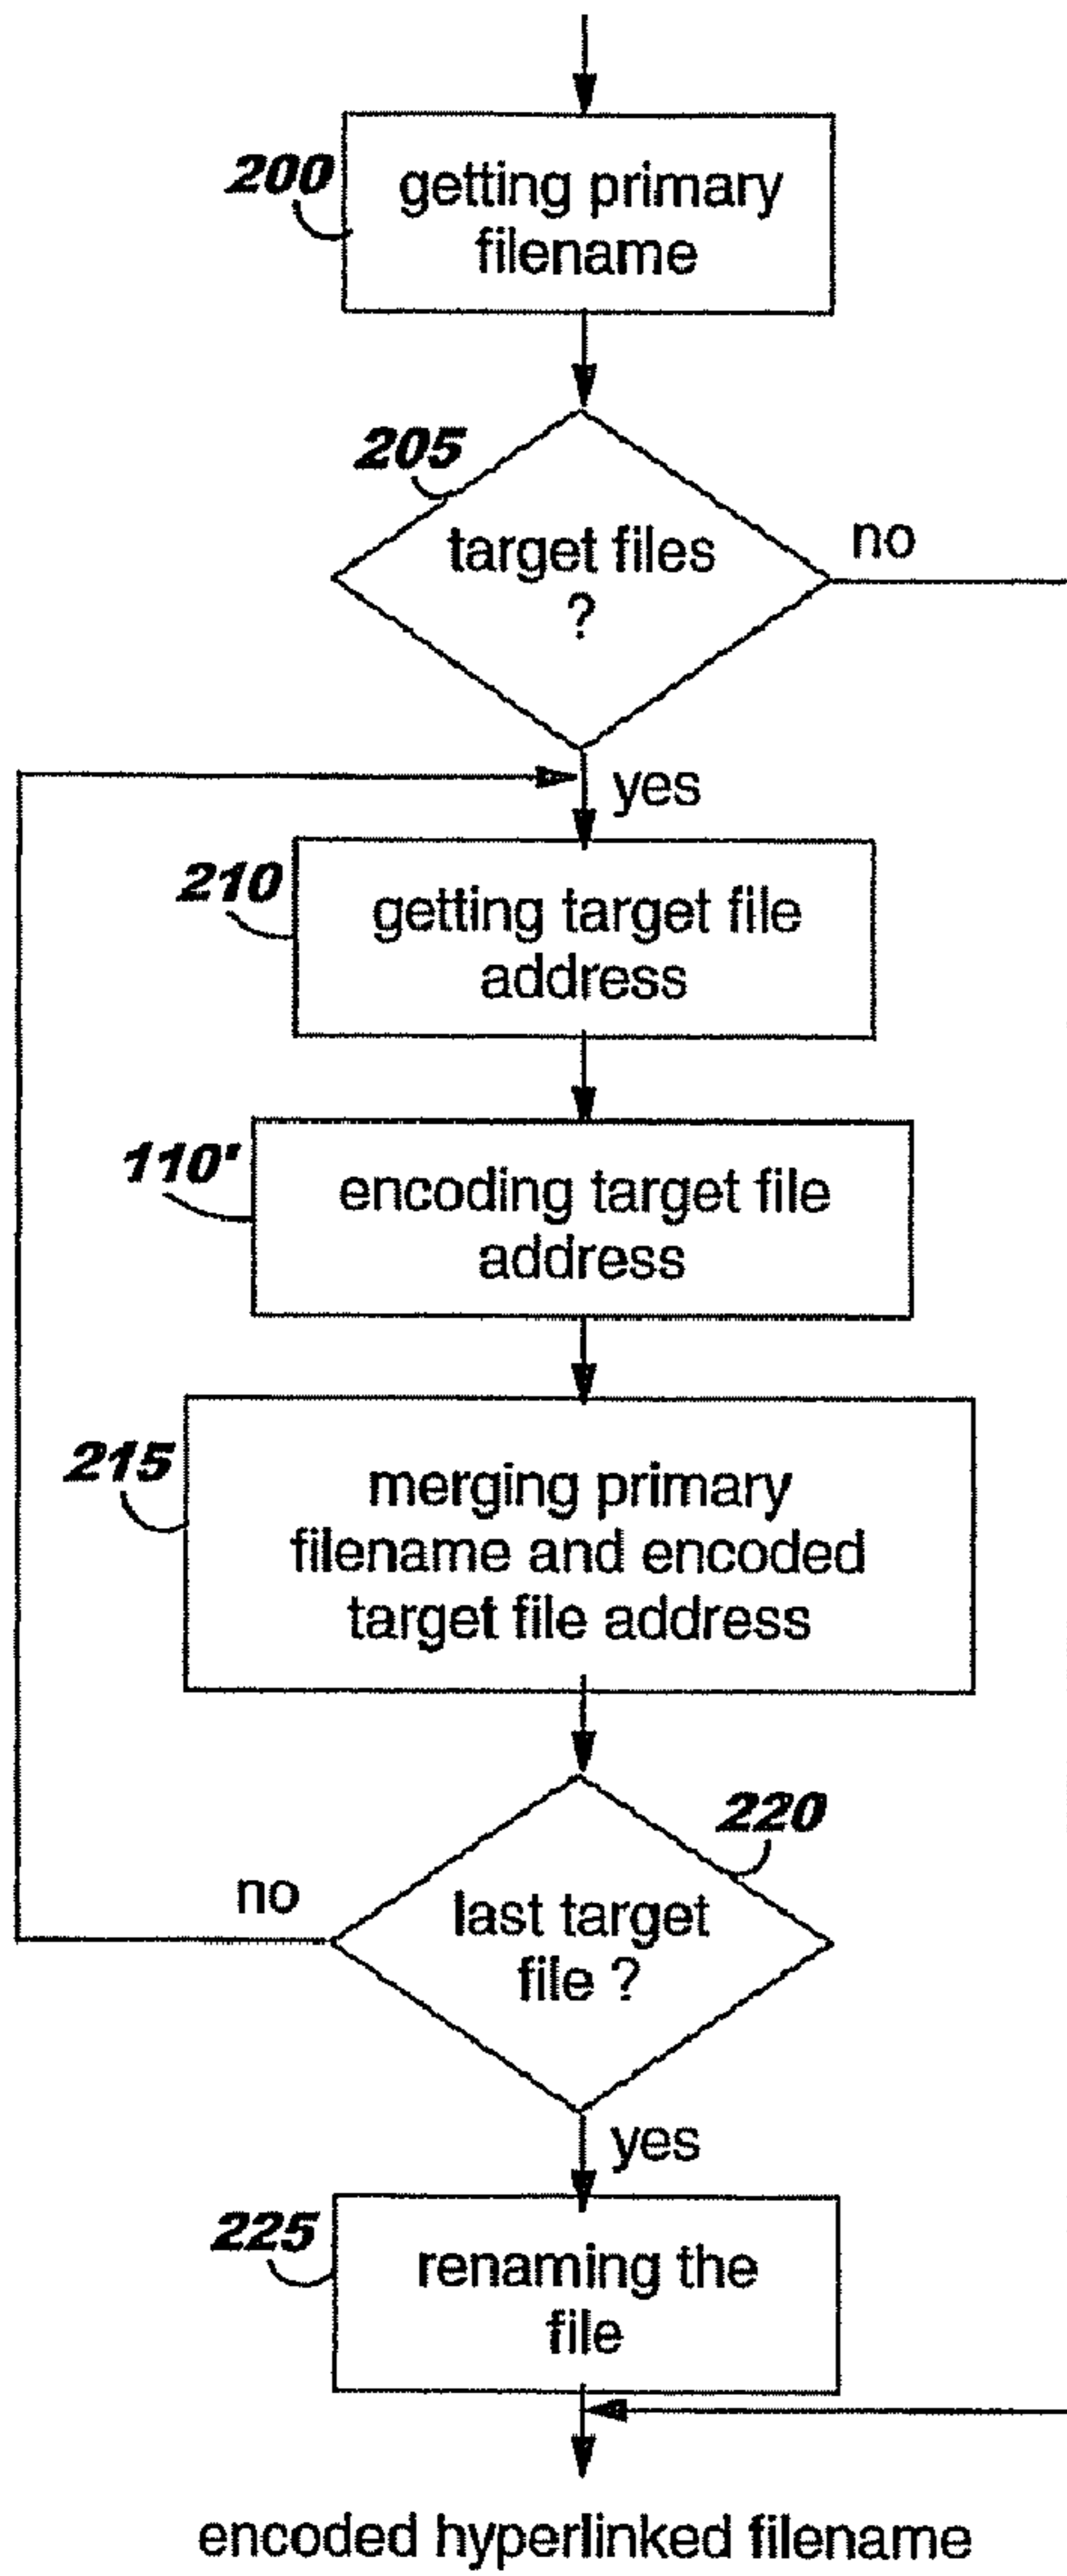 200
getting primary
filename
205
target files
?
no
yes
210
getting target file
address
110'
encoding target file
address
215
merging primary
filename and encoded
target file address
220
no
last target
file ?
yes
225
renaming the
file
encoded hyperlinked filename